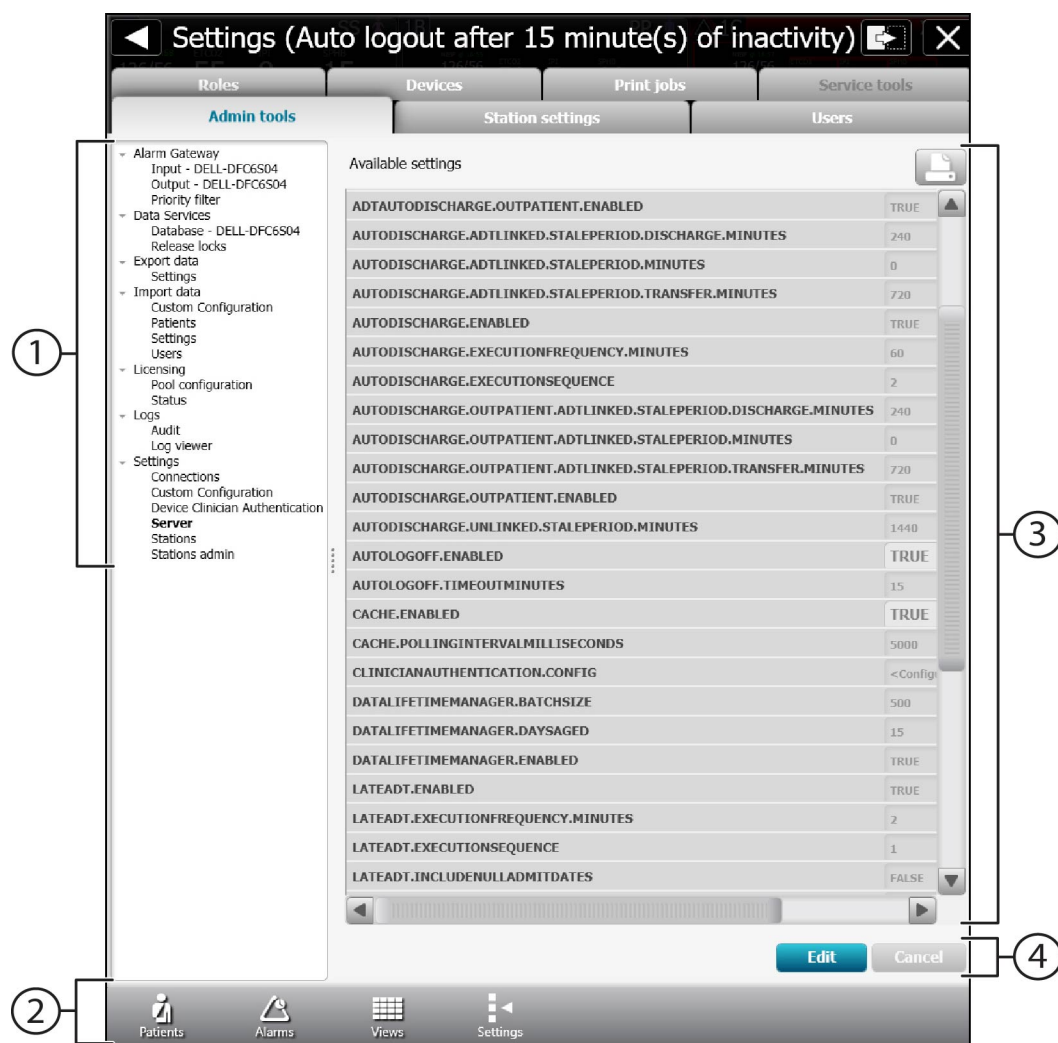 Settings (Auto logout after 15 minute(s) of inactivity)
Roles
Devices
Print jobs
Service tools
Admin tools
Station settings
Users
Alarm Gateway
Input - DELL-DFC6S04
Output - DELL-DFC6S04
Priority filter
Data Services
Database - DELL-DFC6S04
Release locks
Export data
Settings
Import data
Custom Configuration
Patients
Settings
Users
Licensing
Pool configuration
Status
Logs
Audit
Log viewer
Settings
Connections
Custom Configuration
Device Clinician Authentication
Server
Stations
Stations admin
1
Available settings
ADTAUTODISCHARGE.OUTPATIENT.ENABLED TRUE
AUTODISCHARGE.ADTLINKED.STALEPERIOD.DISCHARGE.MINUTES 240
AUTODISCHARGE.ADTLINKED.STALEPERIOD.MINUTES 0
AUTODISCHARGE.ADTLINKED.STALEPERIOD.TRANSFER.MINUTES 720
AUTODISCHARGE.ENABLED TRUE
AUTODISCHARGE.EXECUTIONFREQUENCY.MINUTES 60
AUTODISCHARGE.EXECUTIONSEQUENCE 2
AUTODISCHARGE.OUTPATIENT.ADTLINKED.STALEPERIOD.DISCHARGE.MINUTES 240
AUTODISCHARGE.OUTPATIENT.ADTLINKED.STALEPERIOD.MINUTES 0
AUTODISCHARGE.OUTPATIENT.ADTLINKED.STALEPERIOD.TRANSFER.MINUTES 720
AUTODISCHARGE.OUTPATIENT.ENABLED TRUE
AUTODISCHARGE.UNLINKED.STALEPERIOD.MINUTES 1440
AUTOLOGOFF.ENABLED TRUE
AUTOLOGOFF.TIMEOUTMINUTES 15
CACHE.ENABLED TRUE
CACHE.POLLINGINTERVALMILLISECONDS 5000
CLINICIANAUTHENTICATION.CONFIG <Config
DATALIFETIMEMANAGER.BATCHSIZE 500
DATALIFETIMEMANAGER.DAYSAGED 15
DATALIFETIMEMANAGER.ENABLED TRUE
LATEADT.ENABLED TRUE
LATEADT.EXECUTIONFREQUENCY.MINUTES 2
LATEADT.EXECUTIONSEQUENCE 1
LATEADT.INCLUDENULLADMITDATES FALSE
3
Edit
Cancel
4
2
Patients
Alarms
Views
Settings